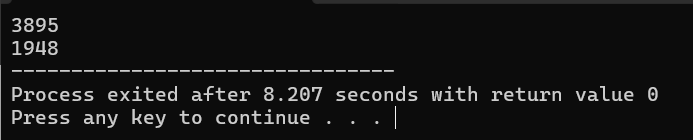 3895
1948
--------------------------------
Process exited after 8.207 seconds with return value 0
Press any key to continue . . .